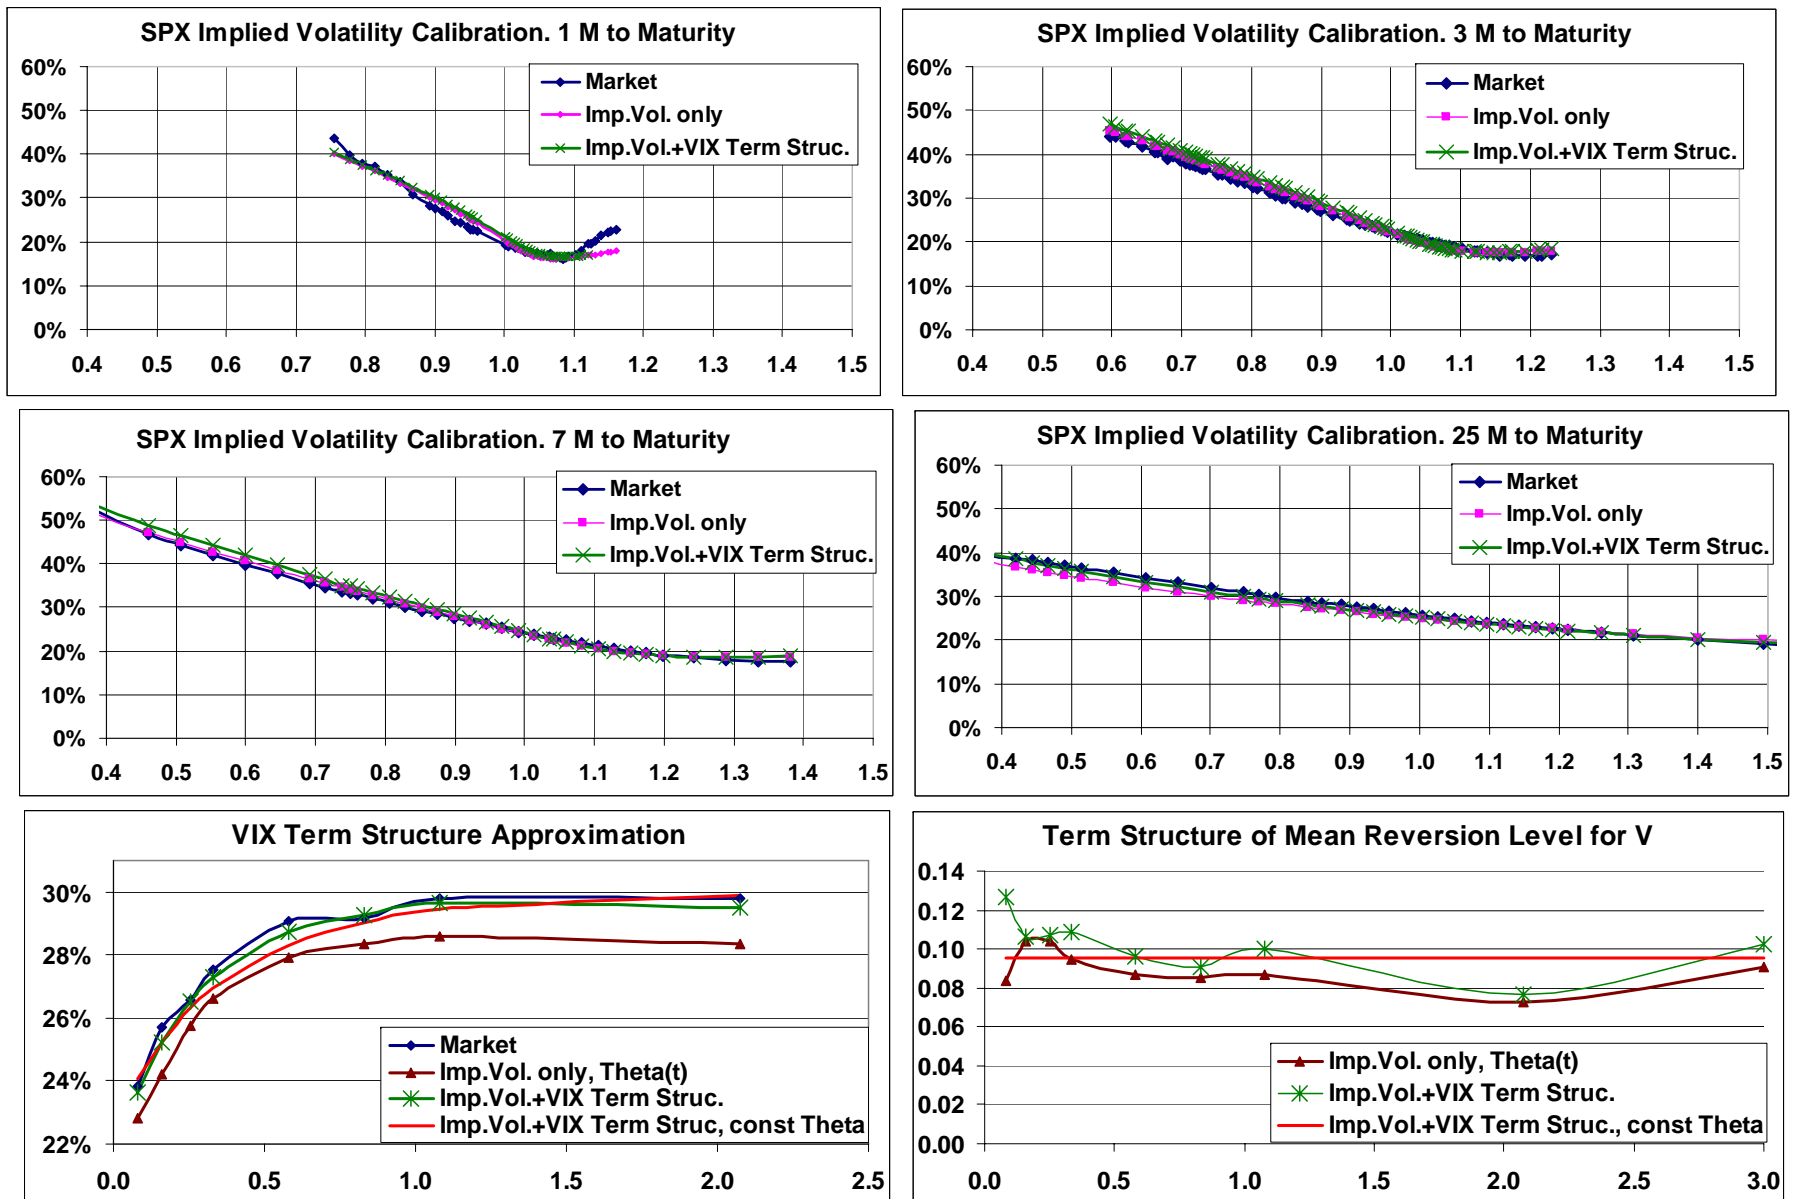 SPX Implied Volatility Calibration. 1 M to Maturity
60%
50%
40%
30%
20%
10%
0%
0.4 0.5 0.6 0.7 0.8 0.9 1.0 1.1 1.2 1.3 1.4 1.5
Market
Imp.Vol. only
Imp.Vol.+VIX Term Struc.
SPX Implied Volatility Calibration. 3 M to Maturity
60%
50%
40%
30%
20%
10%
0%
0.4 0.5 0.6 0.7 0.8 0.9 1.0 1.1 1.2 1.3 1.4 1.5
Market
Imp.Vol. only
Imp.Vol.+VIX Term Struc.
SPX Implied Volatility Calibration. 7 M to Maturity
60%
50%
40%
30%
20%
10%
0%
0.4 0.5 0.6 0.7 0.8 0.9 1.0 1.1 1.2 1.3 1.4 1.5
Market
Imp.Vol. only
Imp.Vol.+VIX Term Struc.
SPX Implied Volatility Calibration. 25 M to Maturity
60%
50%
40%
30%
20%
10%
0%
0.4 0.5 0.6 0.7 0.8 0.9 1.0 1.1 1.2 1.3 1.4 1.5
Market
Imp.Vol. only
Imp.Vol.+VIX Term Struc.
VIX Term Structure Approximation
30%
28%
26%
24%
22%
0.0 0.5 1.0 1.5 2.0 2.5
Market
Imp.Vol. only, Theta(t)
Imp.Vol.+VIX Term Struc.
Imp.Vol.+VIX Term Struc, const Theta
Term Structure of Mean Reversion Level for V
0.14
0.12
0.10
0.08
0.06
0.04
0.02
0.00
0.0 0.5 1.0 1.5 2.0 2.5 3.0
Imp.Vol. only, Theta(t)
Imp.Vol.+VIX Term Struc.
Imp.Vol.+VIX Term Struc., const Theta